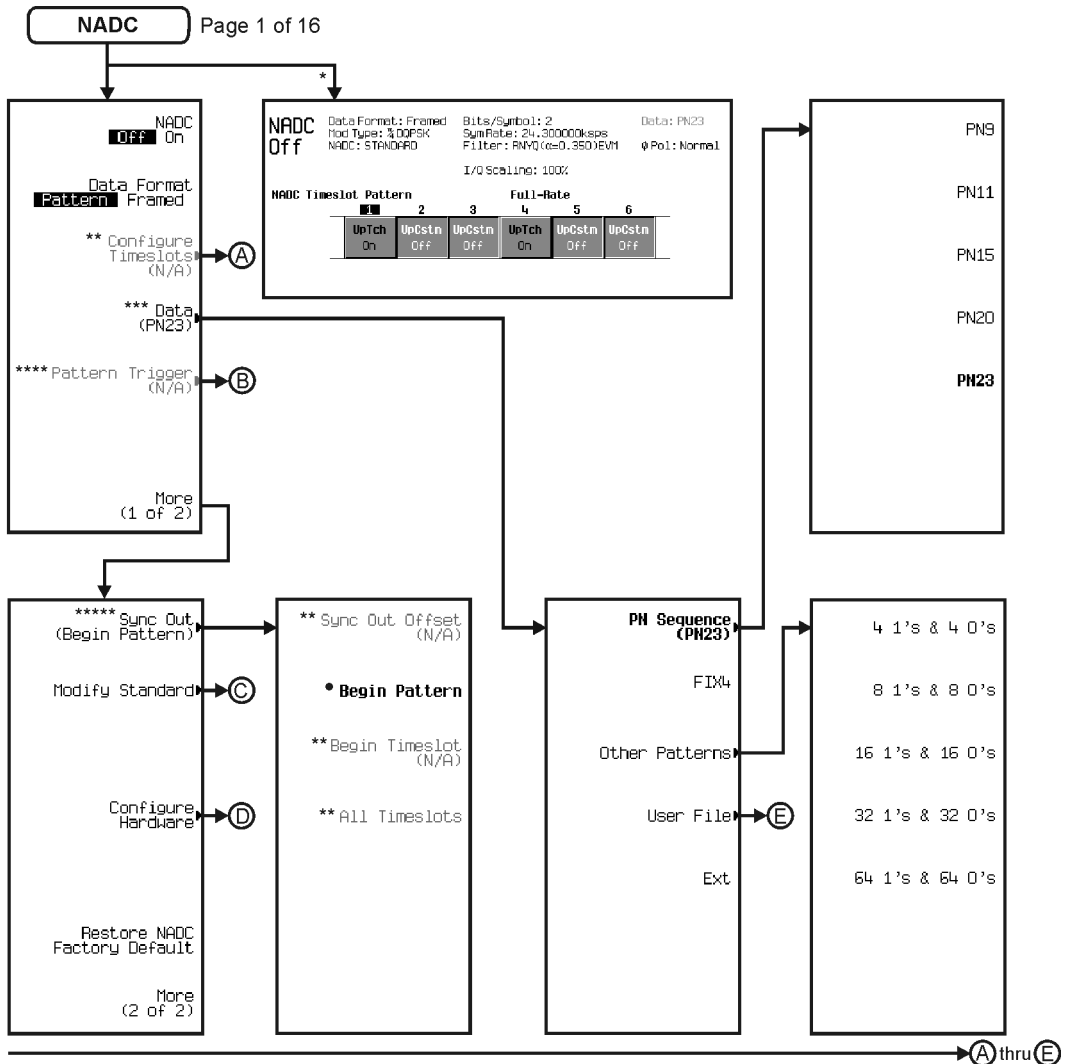 NADC
Page 1 of 16
*
NADC
Off On
Data Format
Pattern Framed
** Configure
Timeslots
(N/A)
A
*** Data
(PN23)
**** Pattern Trigger
(N/A)
B
More
(1 of 2)
NADC
Off
Data Format: Framed
Mod Type: π/4 DQPSK
NADC: STANDARD
Bits/Symbol: 2
Sym Rate: 24.300000ksps
Filter: RNYQ(α=0.350)EVM
I/Q Scaling: 100%
Data: PN23
φ Pol: Normal
NADC Timeslot Pattern Full-Rate
1 2 3 4 5 6
UpTch UpCstm UpCstm UpTch UpCstm UpCstm
On Off Off On Off Off
PN9
PN11
PN15
PN20
PN23
***** Sync Out
(Begin Pattern)
Modify Standard
C
Configure
Hardware
D
Restore NADC
Factory Default
More
(2 of 2)
** Sync Out Offset
(N/A)
• Begin Pattern
**Begin Timeslot
(N/A)
**All Timeslots
PN Sequence
(PN23)
FIX4
Other Patterns
User File
E
Ext
4 1's & 4 0's
8 1's & 8 0's
16 1's & 16 0's
32 1's & 32 0's
64 1's & 64 0's
A thru E